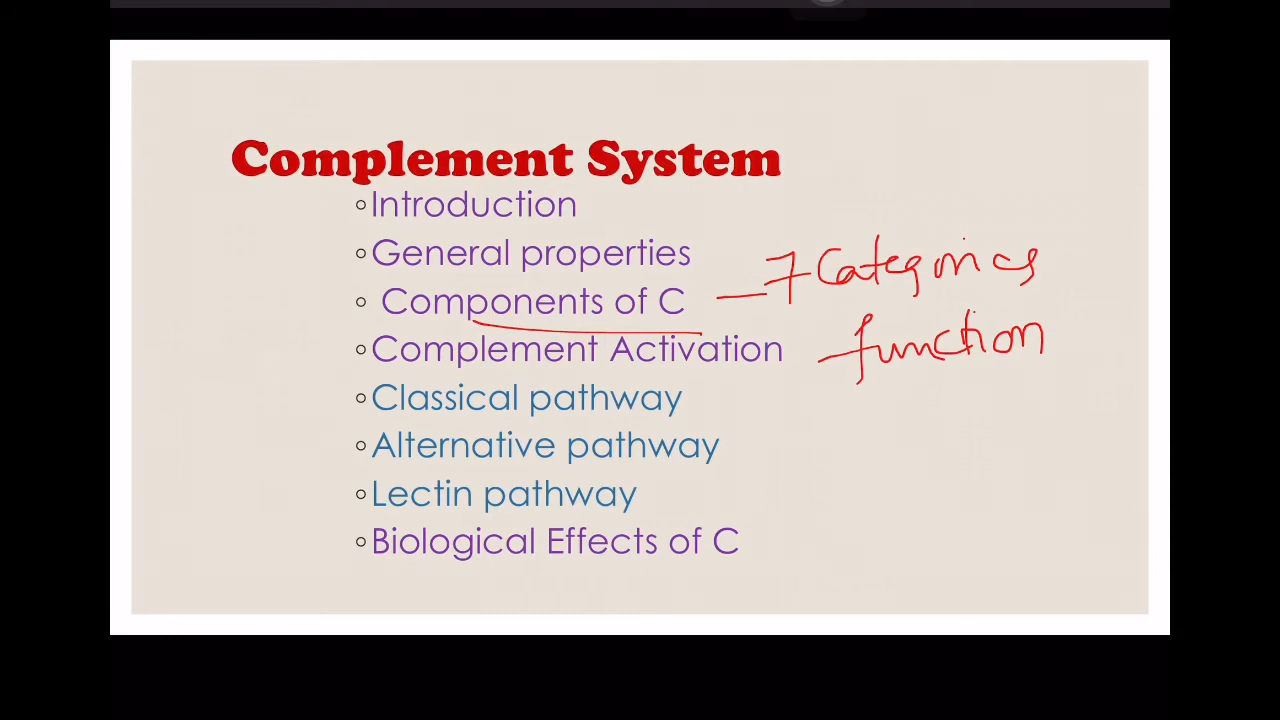 Complement System
◦Introduction
◦General properties
◦ Components of C
— 7 Categories
◦Complement Activation
– function
◦Classical pathway
◦Alternative pathway
◦Lectin pathway
◦Biological Effects of C